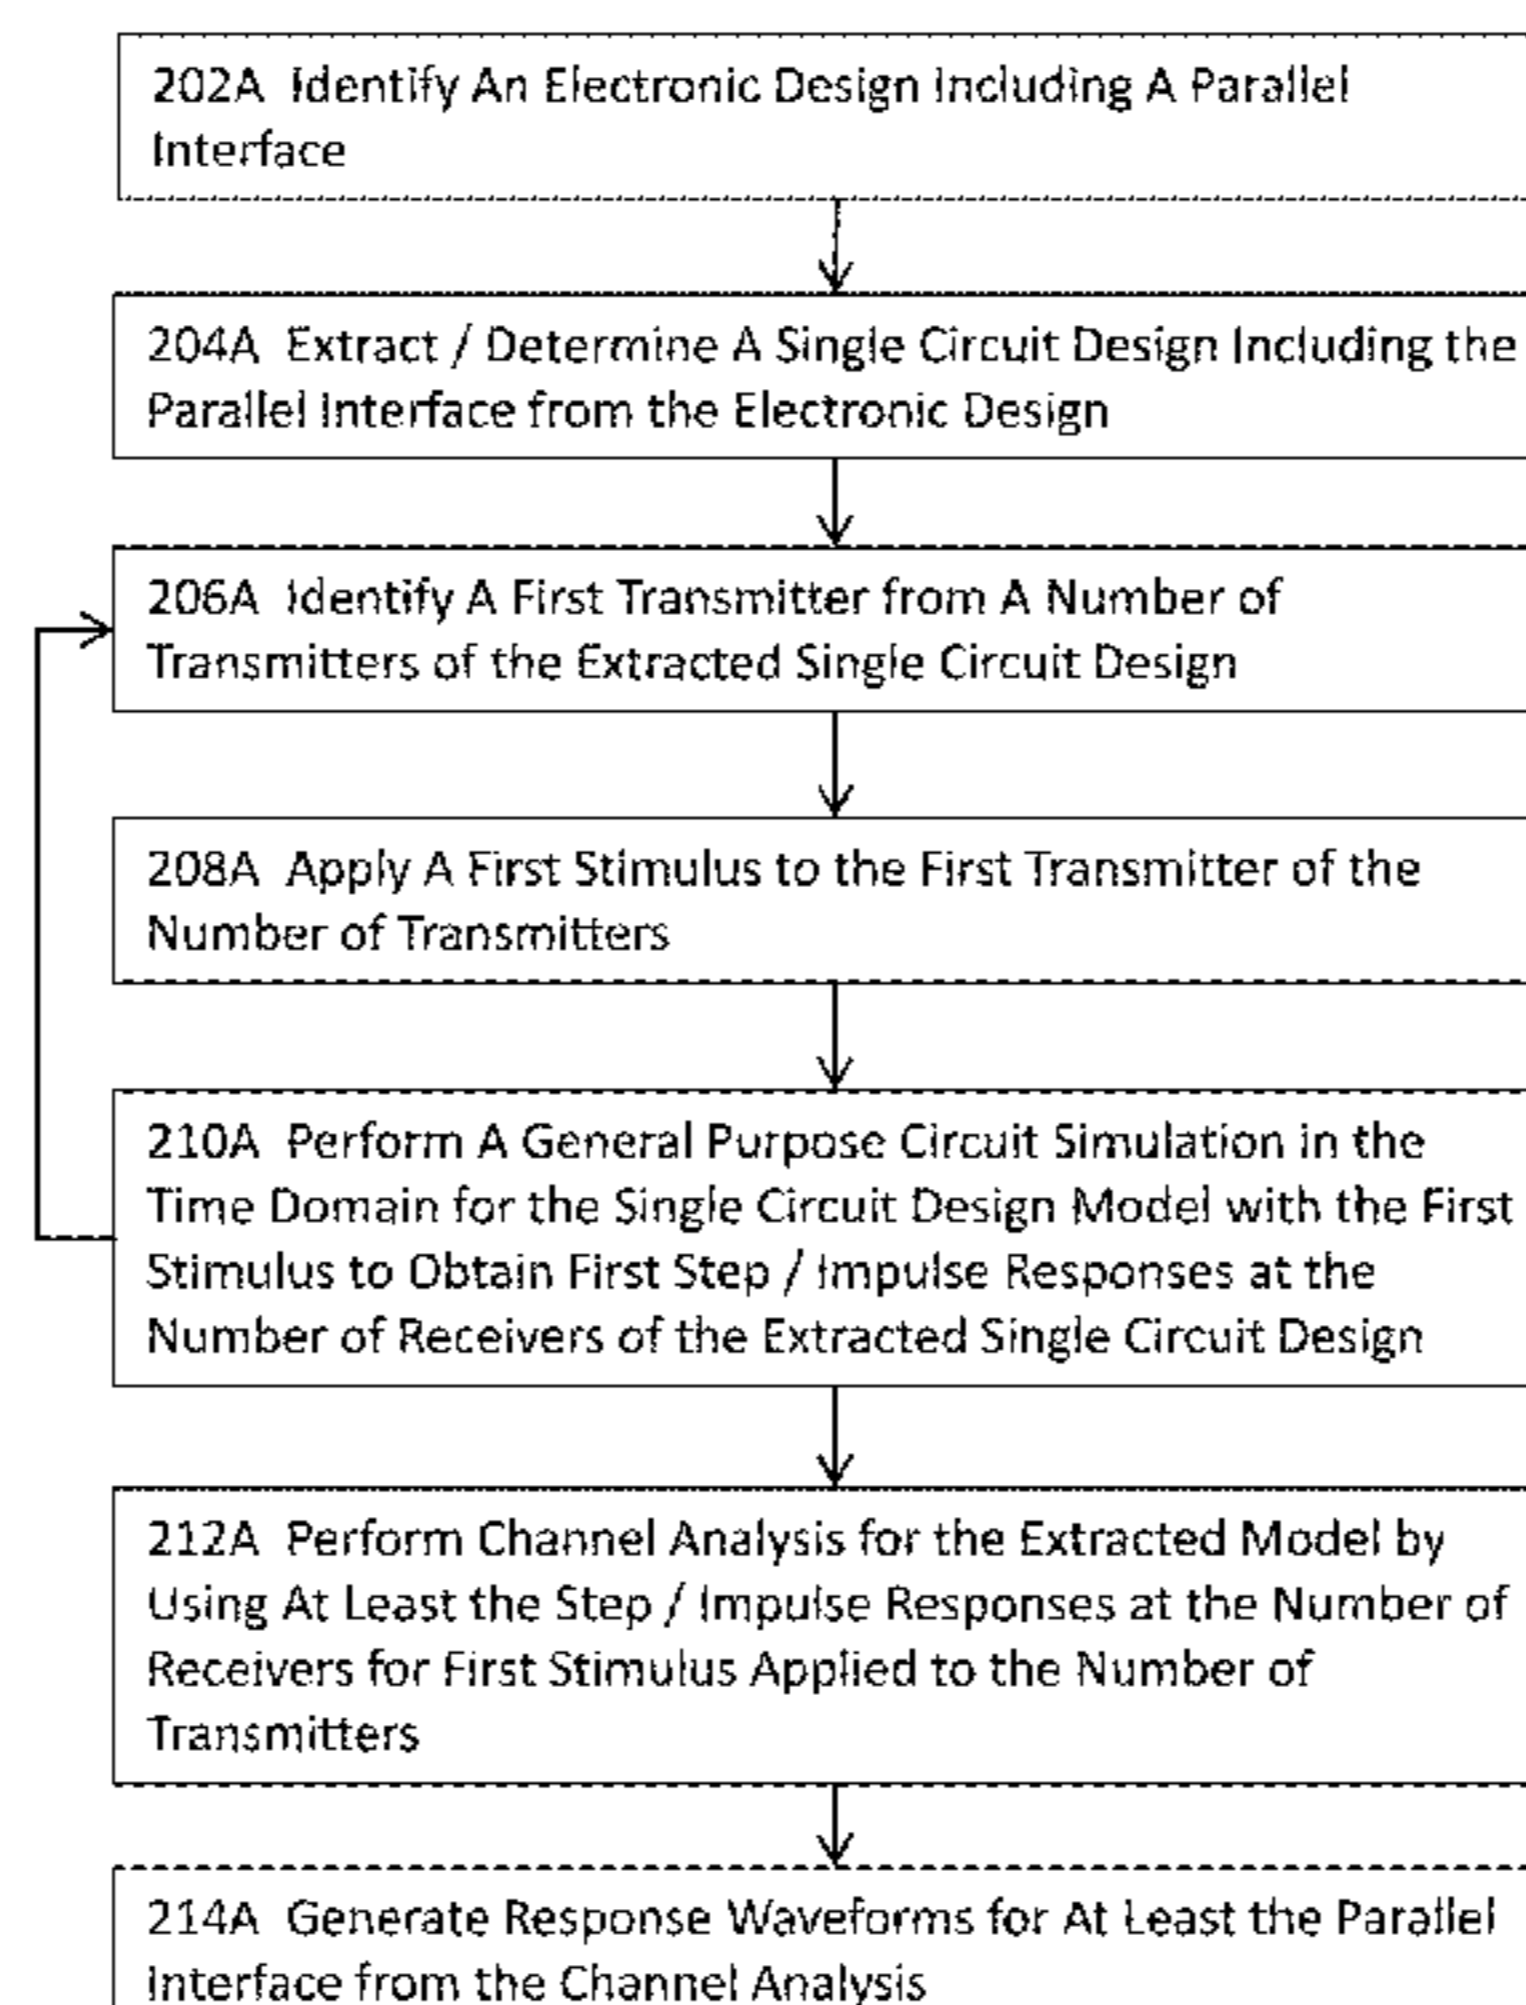 202A Identify An Electronic Design Including A Parallel
Interface
204A Extract / Determine A Single Circuit Design Including the
Parallel Interface from the Electronic Design
206A Identify A First Transmitter from A Number of
Transmitters of the Extracted Single Circuit Design
208A Apply A First Stimulus to the First Transmitter of the
Number of Transmitters
210A Perform A General Purpose Circuit Simulation in the
Time Domain for the Single Circuit Design Model with the First
Stimulus to Obtain First Step / Impulse Responses at the
Number of Receivers of the Extracted Single Circuit Design
212A Perform Channel Analysis for the Extracted Model by
Using At Least the Step / Impulse Responses at the Number of
Receivers for First Stimulus Applied to the Number of
Transmitters
214A Generate Response Waveforms for At Least the Parallel
Interface from the Channel Analysis